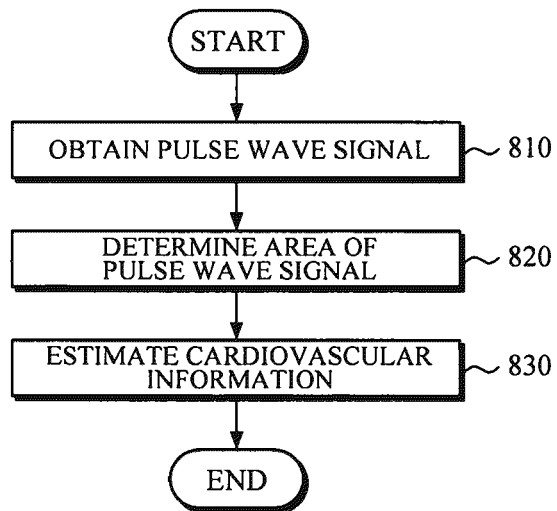 START
OBTAIN PULSE WAVE SIGNAL
810
DETERMINE AREA OF
PULSE WAVE SIGNAL
820
ESTIMATE CARDIOVASCULAR
INFORMATION
830
END